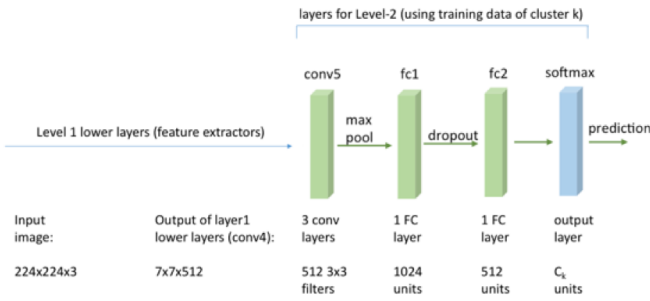 layers for Level-2 (using training data of cluster k)
conv5
fc1
fc2
softmax
Level 1 lower layers (feature extractors)
max
pool
dropout
prediction
Input
image:
Output of layer1
lower layers (conv4):
3 conv
layers
1 FC
layer
1 FC
layer
output
layer
224x224x3
7x7x512
512 3x3
filters
1024
units
512
units
Cₖ
units